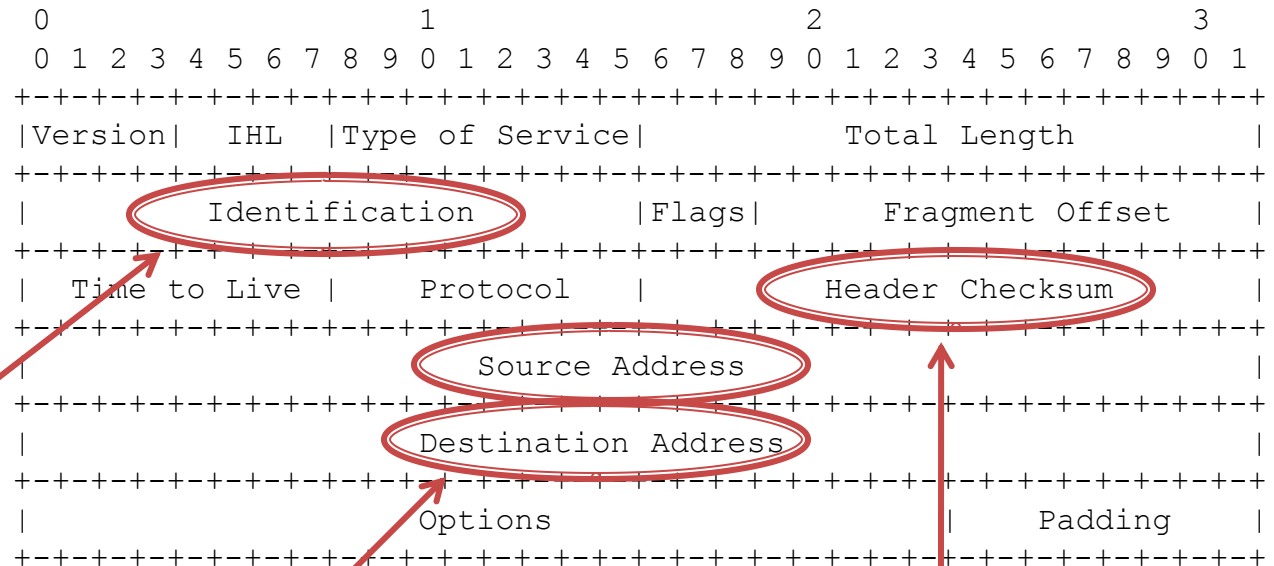 0                   1                   2                   3
 0 1 2 3 4 5 6 7 8 9 0 1 2 3 4 5 6 7 8 9 0 1 2 3 4 5 6 7 8 9 0 1
+-+-+-+-+-+-+-+-+-+-+-+-+-+-+-+-+-+-+-+-+-+-+-+-+-+-+-+-+-+-+-+-+
|Version|  IHL  |Type of Service|          Total Length         |
+-+-+-+-+-+-+-+-+-+-+-+-+-+-+-+-+-+-+-+-+-+-+-+-+-+-+-+-+-+-+-+-+
|         Identification        |Flags|      Fragment Offset    |
+-+-+-+-+-+-+-+-+-+-+-+-+-+-+-+-+-+-+-+-+-+-+-+-+-+-+-+-+-+-+-+-+
|  Time to Live |    Protocol   |         Header Checksum       |
+-+-+-+-+-+-+-+-+-+-+-+-+-+-+-+-+-+-+-+-+-+-+-+-+-+-+-+-+-+-+-+-+
|                       Source Address                          |
+-+-+-+-+-+-+-+-+-+-+-+-+-+-+-+-+-+-+-+-+-+-+-+-+-+-+-+-+-+-+-+-+
|                    Destination Address                        |
+-+-+-+-+-+-+-+-+-+-+-+-+-+-+-+-+-+-+-+-+-+-+-+-+-+-+-+-+-+-+-+-+
|                    Options                    |    Padding    |
+-+-+-+-+-+-+-+-+-+-+-+-+-+-+-+-+-+-+-+-+-+-+-+-+-+-+-+-+-+-+-+-+